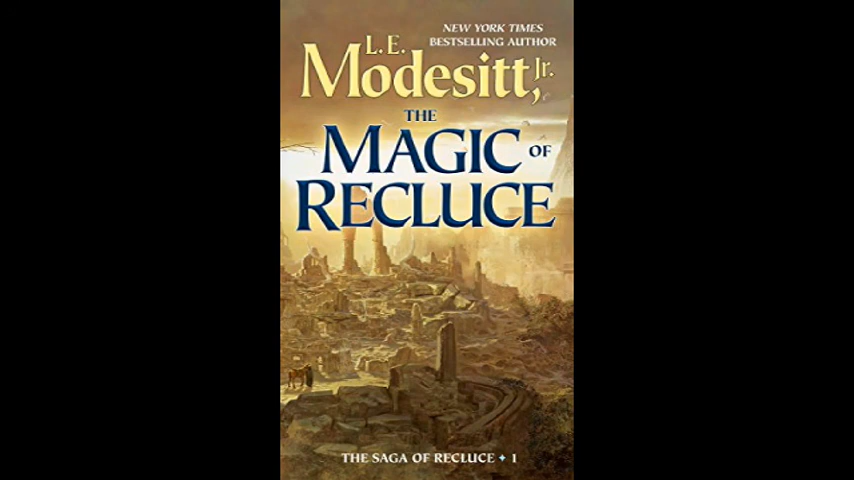 NEW YORK TIMES
BESTSELLING AUTHOR
L. E.
Modesitt, Jr.
THE
MAGIC OF
RECLUCE
THE SAGA OF RECLUCE ✦ 1